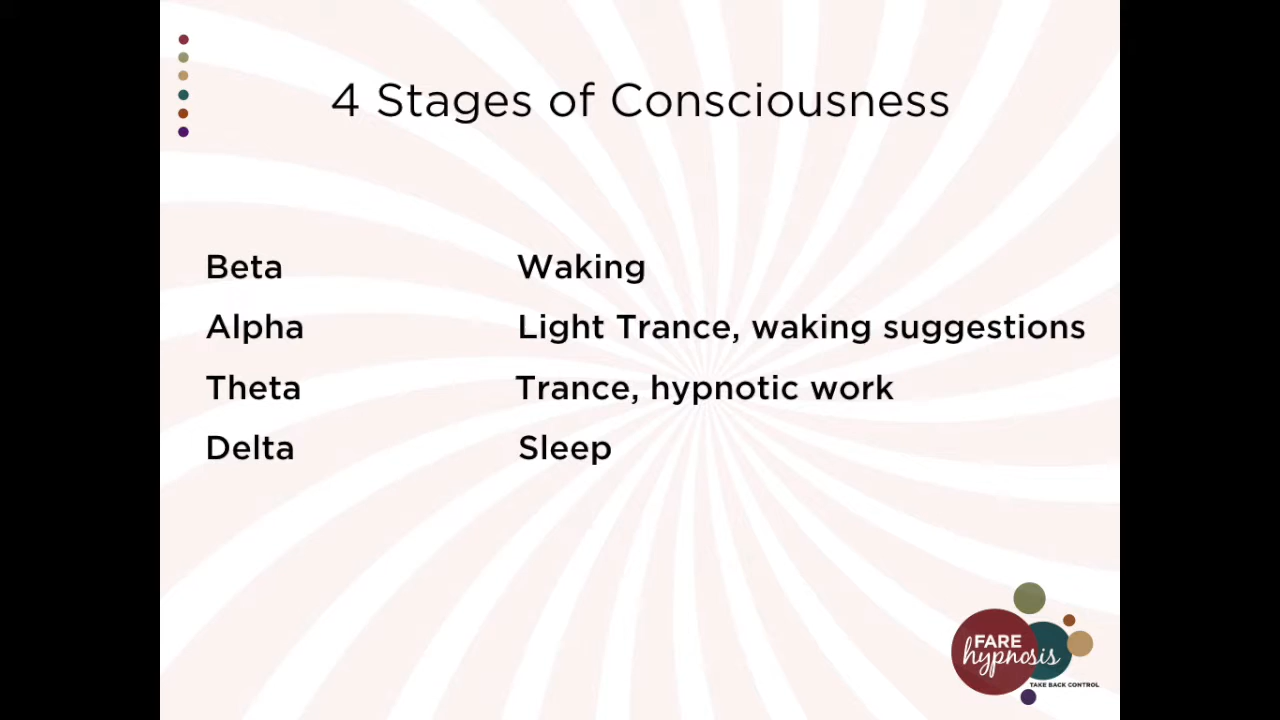 4 Stages of Consciousness
Beta Waking
Alpha Light Trance, waking suggestions
Theta Trance, hypnotic work
Delta Sleep
FARE
hypnosis
TAKE BACK CONTROL